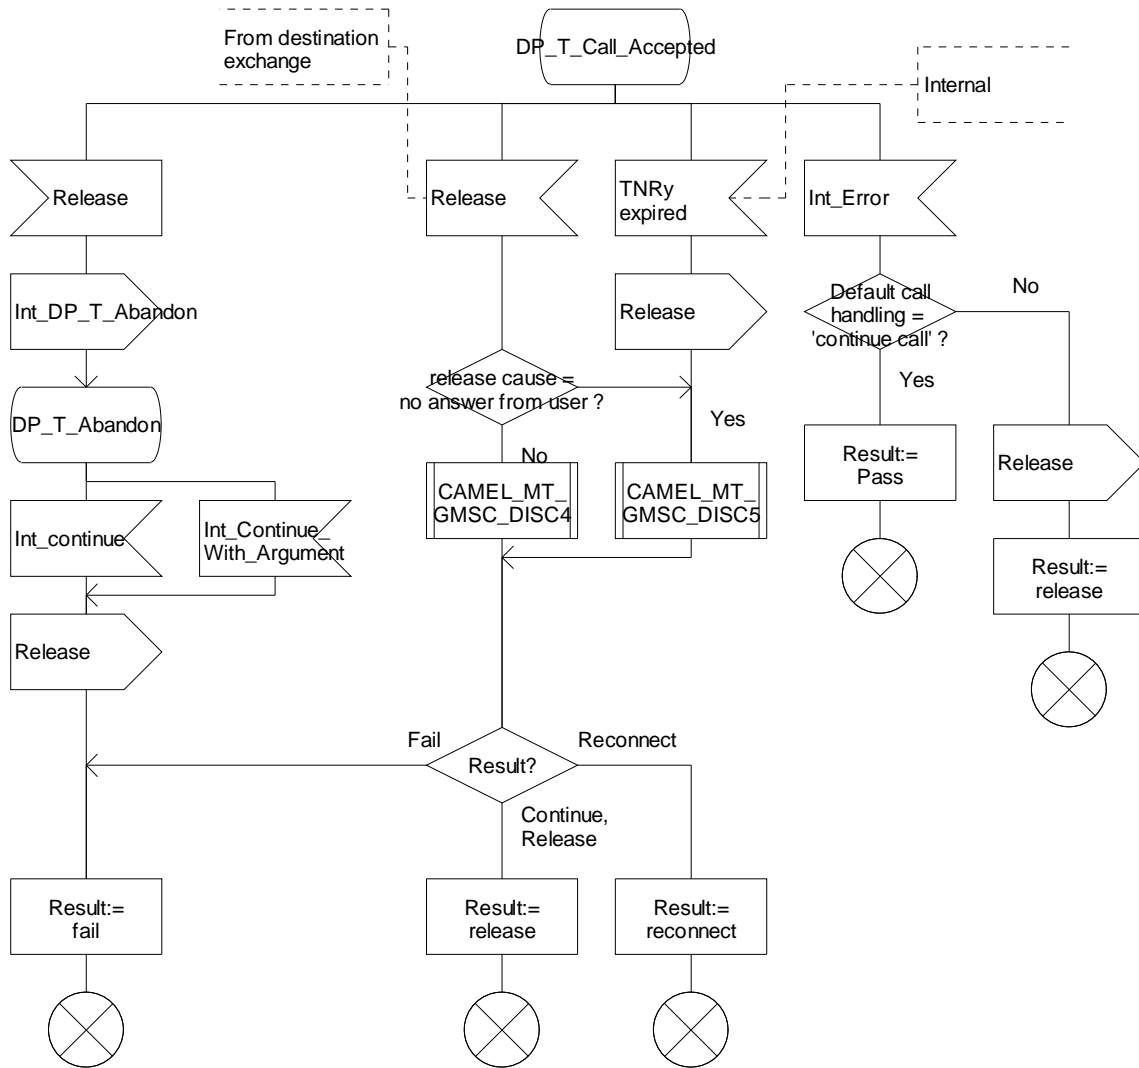 From destination
exchange
DP_T_Call_Accepted
Internal
Release
Release
TNRy
expired
Int_Error
Int_DP_T_Abandon
Release
Default call
handling =
'continue call' ?
No
release cause =
no answer from user ?
Yes
Yes
DP_T_Abandon
No
Result:=
Pass
Release
CAMEL_MT_
GMSC_DISC4
CAMEL_MT_
GMSC_DISC5
Int_continue
Int_Continue_
With_Argument
Result:=
release
Release
Fail
Reconnect
Result?
Continue,
Release
Result:=
fail
Result:=
release
Result:=
reconnect